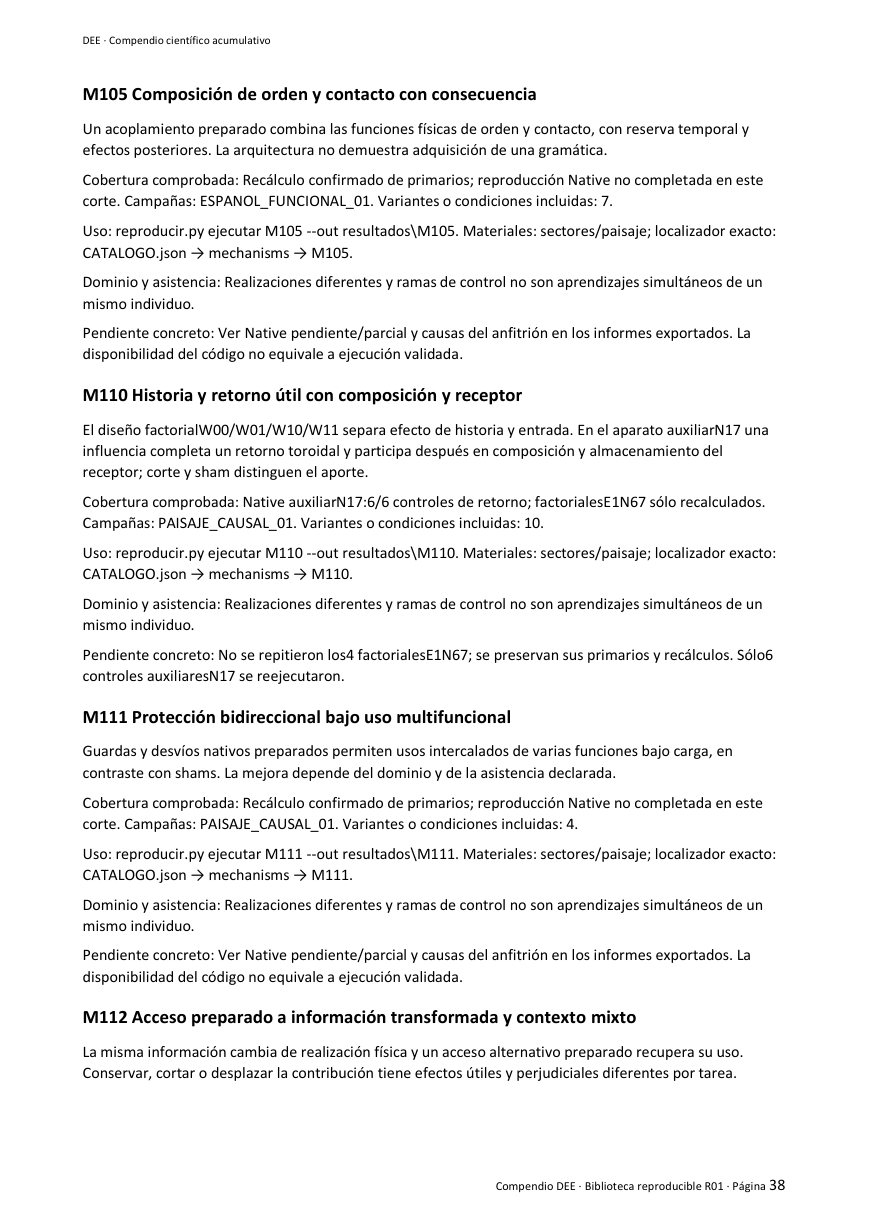 DEE · Compendio científico acumulativo
M105 Composición de orden y contacto con consecuencia
Un acoplamiento preparado combina las funciones físicas de orden y contacto, con reserva temporal y
efectos posteriores. La arquitectura no demuestra adquisición de una gramática.
Cobertura comprobada: Recálculo confirmado de primarios; reproducción Native no completada en este
corte. Campañas: ESPANOL_FUNCIONAL_01. Variantes o condiciones incluidas: 7.
Uso: reproducir.py ejecutar M105 --out resultados\M105. Materiales: sectores/paisaje; localizador exacto:
CATALOGO.json → mechanisms → M105.
Dominio y asistencia: Realizaciones diferentes y ramas de control no son aprendizajes simultáneos de un
mismo individuo.
Pendiente concreto: Ver Native pendiente/parcial y causas del anfitrión en los informes exportados. La
disponibilidad del código no equivale a ejecución validada.
M110 Historia y retorno útil con composición y receptor
El diseño factorialW00/W01/W10/W11 separa efecto de historia y entrada. En el aparato auxiliarN17 una
influencia completa un retorno toroidal y participa después en composición y almacenamiento del
receptor; corte y sham distinguen el aporte.
Cobertura comprobada: Native auxiliarN17:6/6 controles de retorno; factorialesE1N67 sólo recalculados.
Campañas: PAISAJE_CAUSAL_01. Variantes o condiciones incluidas: 10.
Uso: reproducir.py ejecutar M110 --out resultados\M110. Materiales: sectores/paisaje; localizador exacto:
CATALOGO.json → mechanisms → M110.
Dominio y asistencia: Realizaciones diferentes y ramas de control no son aprendizajes simultáneos de un
mismo individuo.
Pendiente concreto: No se repitieron los4 factorialesE1N67; se preservan sus primarios y recálculos. Sólo6
controles auxiliaresN17 se reejecutaron.
M111 Protección bidireccional bajo uso multifuncional
Guardas y desvíos nativos preparados permiten usos intercalados de varias funciones bajo carga, en
contraste con shams. La mejora depende del dominio y de la asistencia declarada.
Cobertura comprobada: Recálculo confirmado de primarios; reproducción Native no completada en este
corte. Campañas: PAISAJE_CAUSAL_01. Variantes o condiciones incluidas: 4.
Uso: reproducir.py ejecutar M111 --out resultados\M111. Materiales: sectores/paisaje; localizador exacto:
CATALOGO.json → mechanisms → M111.
Dominio y asistencia: Realizaciones diferentes y ramas de control no son aprendizajes simultáneos de un
mismo individuo.
Pendiente concreto: Ver Native pendiente/parcial y causas del anfitrión en los informes exportados. La
disponibilidad del código no equivale a ejecución validada.
M112 Acceso preparado a información transformada y contexto mixto
La misma información cambia de realización física y un acceso alternativo preparado recupera su uso.
Conservar, cortar o desplazar la contribución tiene efectos útiles y perjudiciales diferentes por tarea.
Compendio DEE · Biblioteca reproducible R01 · Página 38